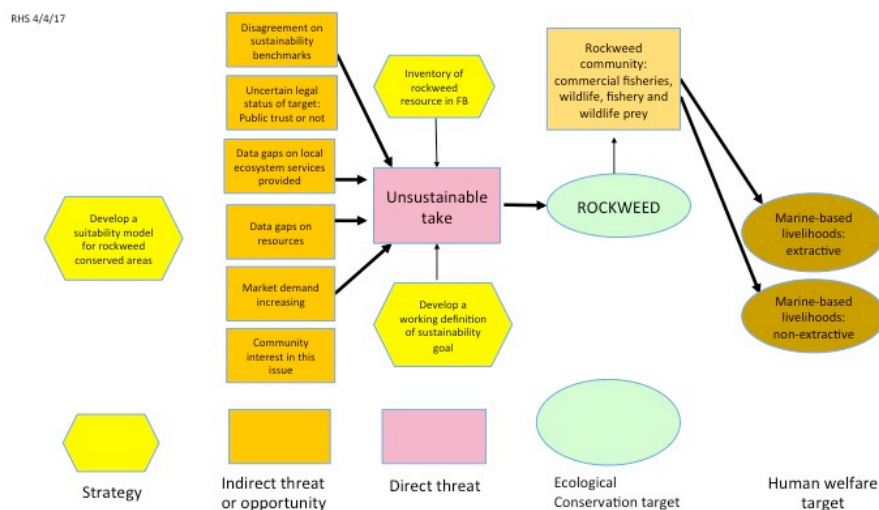 RHS 4/4/17
Disagreement on
sustainability
benchmarks
Uncertain legal
status of target:
Public trust or not
Data gaps on local
ecosystem services
provided
Data gaps on
resources
Market demand
increasing
Community
interest in this
issue
Develop a
suitability model
for rockweed
conserved areas
Inventory of
rockweed
resource in FB
Unsustainable
take
Develop a
working definition
of sustainability
goal
ROCKWEED
Rockweed
community:
commercial fisheries,
wildlife, fishery and
wildlife prey
Marine-based
livelihoods:
extractive
Marine-based
livelihoods:
non-extractive
Strategy
Indirect threat
or opportunity
Direct threat
Ecological
Conservation target
Human welfare
target